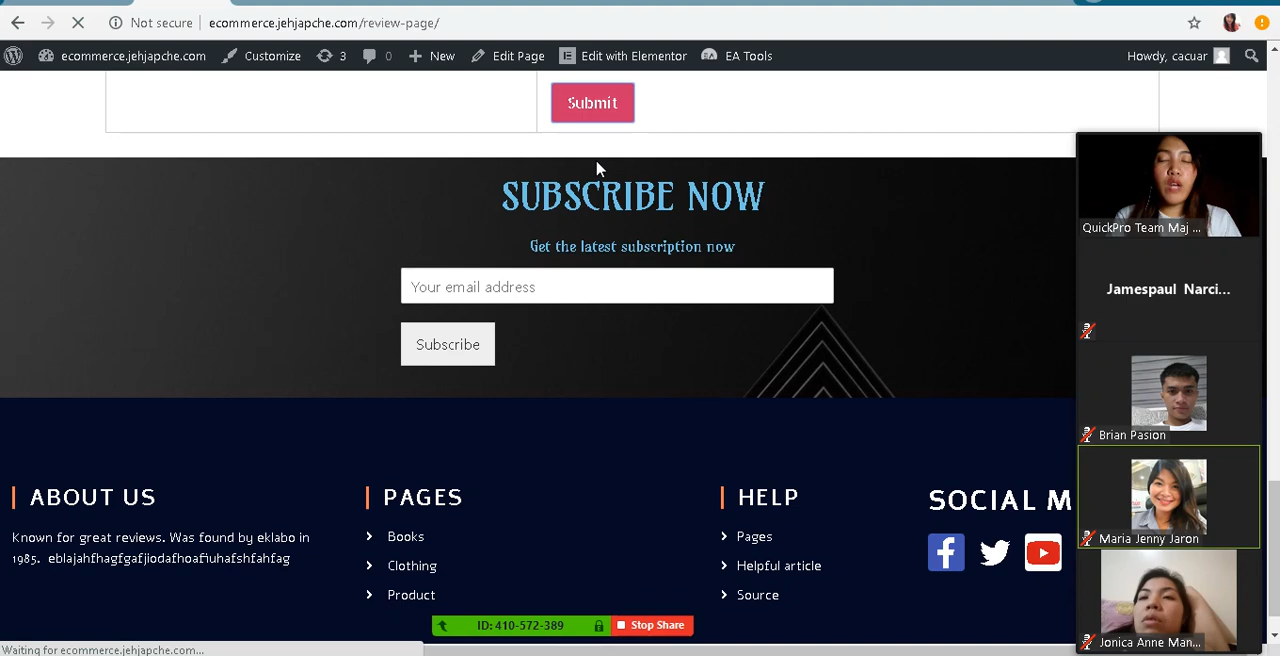 Not secure
ecommerce.jehjapche.com/review-page/
ecommerce.jehjapche.com
Customize
3
0
New
Edit Page
Edit with Elementor
EA Tools
Howdy, cacuar
Submit
SUBSCRIBE NOW
Get the latest subscription now
Your email address
Subscribe
ABOUT US
Known for great reviews. Was found by eklabo in
1985. eblajahfhagfgafjiodafhoafiuhafshfahfag
PAGES
Books
Clothing
Product
HELP
Pages
Helpful article
Source
SOCIAL M
QuickPro Team Maj ...
Jamespaul Narci...
Brian Pasion
Maria Jenny Jaron
Jonica Anne Man...
ID: 410-572-389
Stop Share
Waiting for ecommerce.jehjapche.com...